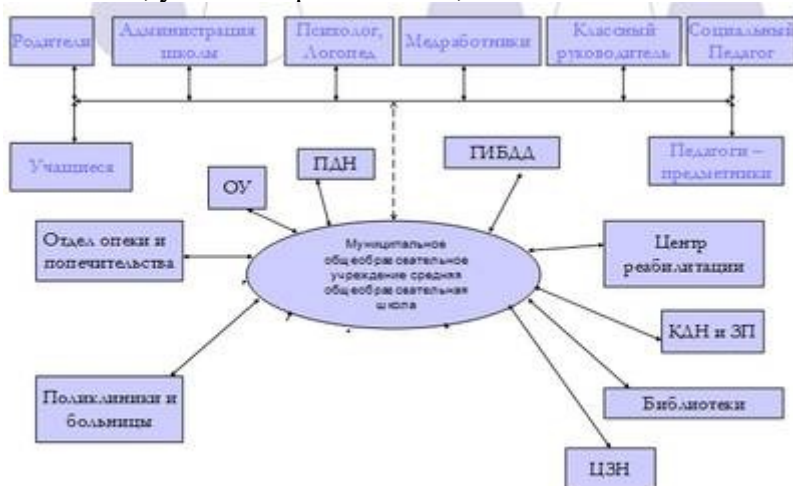 Родители
Администрация
школы
Психолог,
Логопед
Медработники
Классный
руководитель
Социальный
Педагог
Учащиеся
Педагоги –
предметники
ОУ
ПДН
ГИБДД
Отдел опеки и
попечительства
Муниципальное
общеобразовательное
учреждение средняя
общеобразовательная
школа
Центр
реабилитации
КДН и ЗП
Поликлиники и
больницы
Библиотеки
ЦЗН